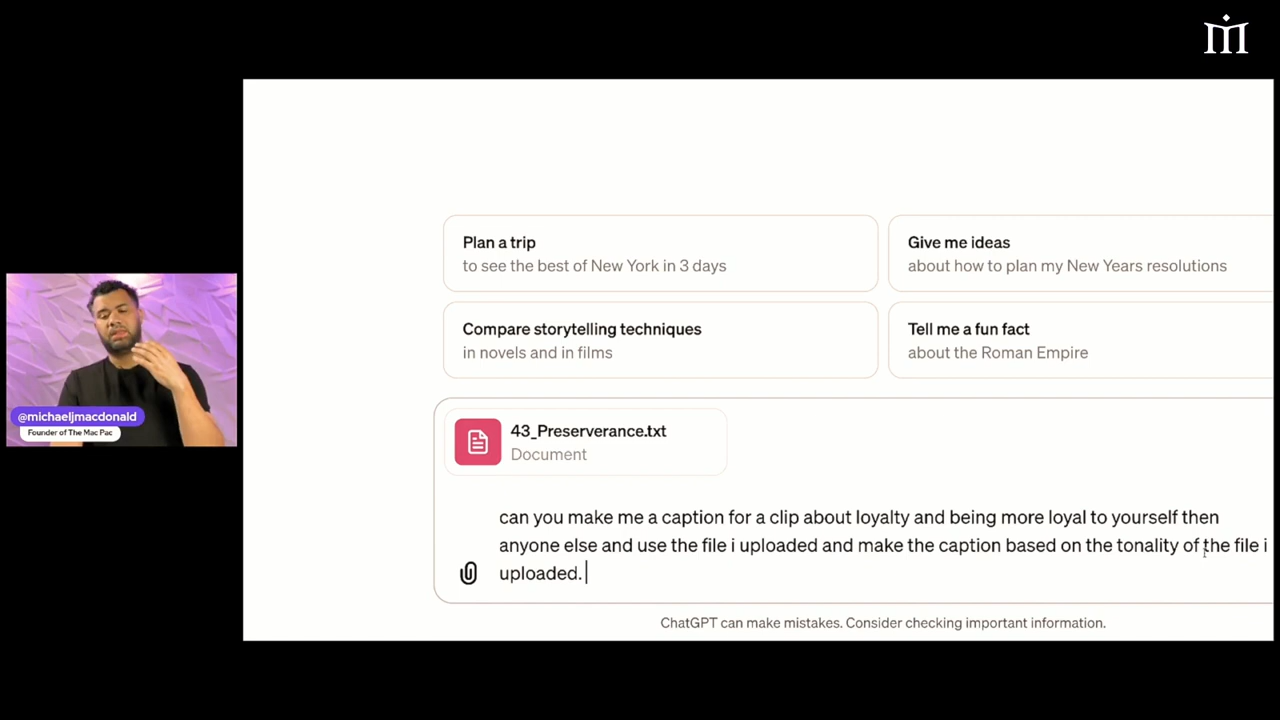 Plan a trip
to see the best of New York in 3 days
Give me ideas
about how to plan my New Years resolutions
Compare storytelling techniques
in novels and in films
Tell me a fun fact
about the Roman Empire
@michaeljmacdonald
Founder of The Mac Pac
43_Preserverance.txt
Document
can you make me a caption for a clip about loyalty and being more loyal to yourself then
anyone else and use the file i uploaded and make the caption based on the tonality of the file i
uploaded.
ChatGPT can make mistakes. Consider checking important information.